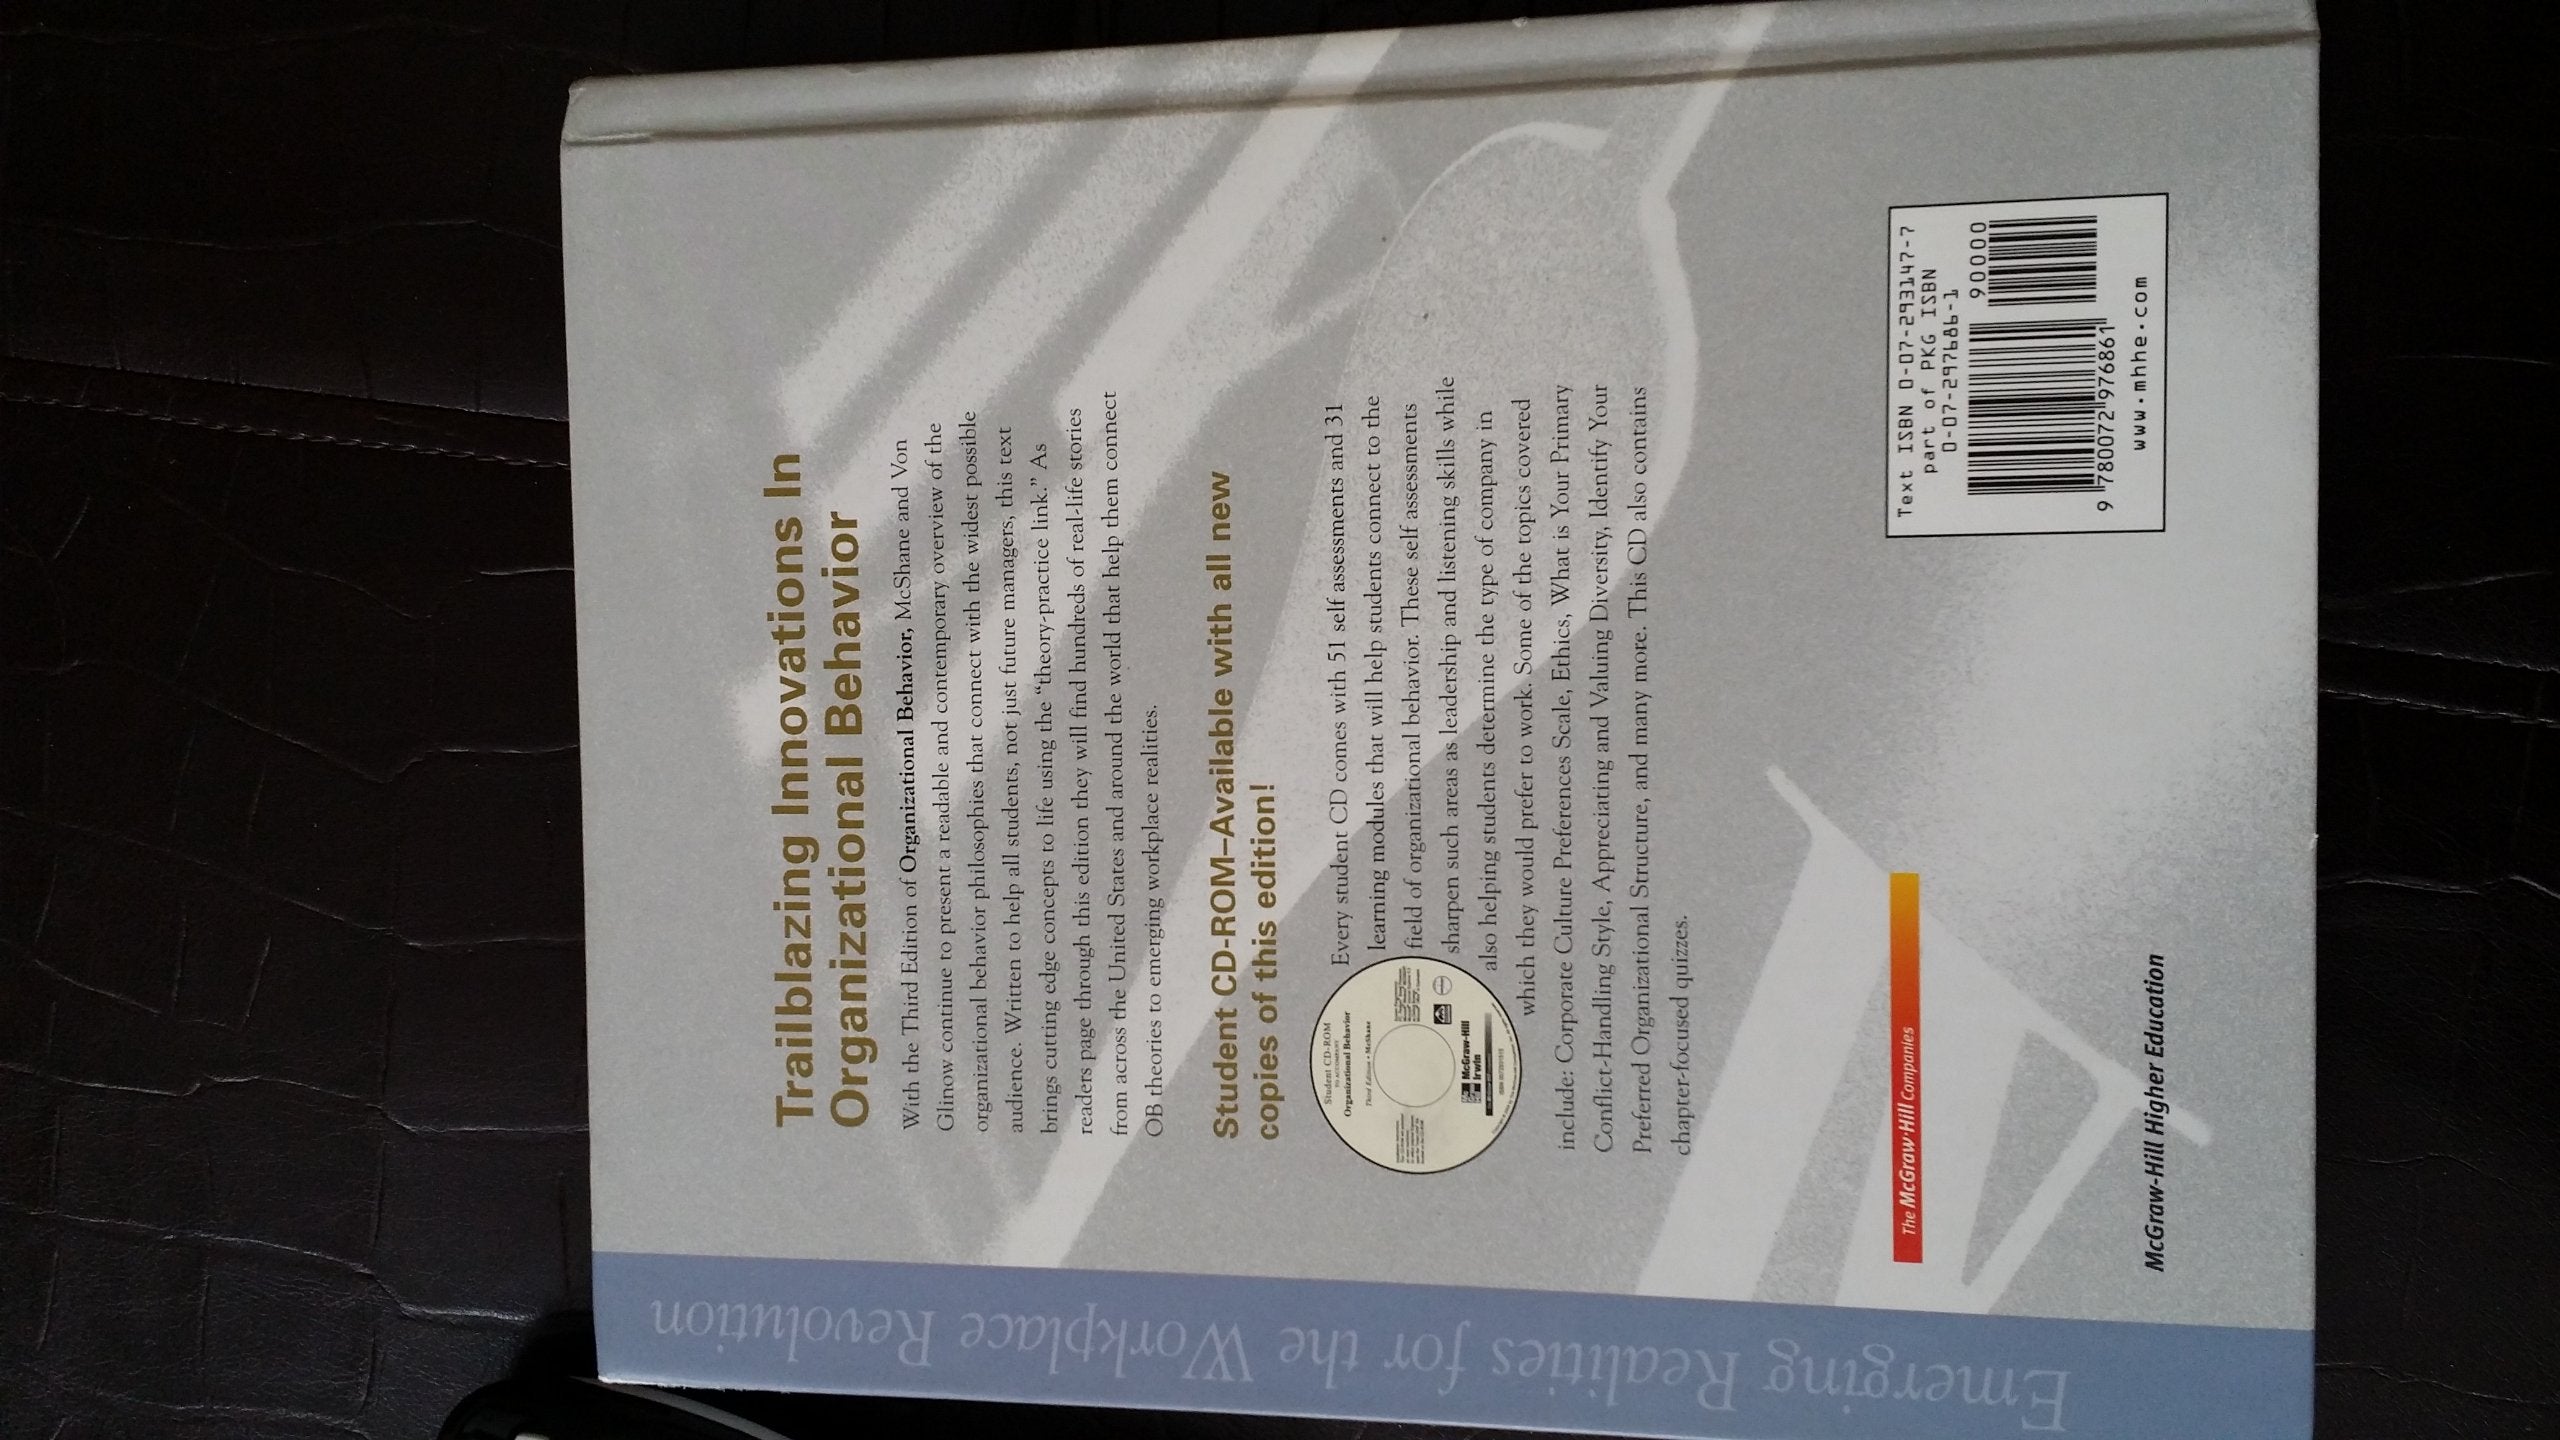 Trailblazing Innovations In
Organizational Behavior
With the Third Edition of Organizational Behavior, McShane and Von
Glinow continue to present a readable and contemporary overview of the
organizational behavior philosophies that connect with the widest possible
audience. Written to help all students, not just future managers, this text
brings cutting edge concepts to life using the “theory-practice link.” As
readers page through this edition they will find hundreds of real-life stories
from across the United States and around the world that help them connect
OB theories to emerging workplace realities.
Student CD-ROM–Available with all new
copies of this edition!
Every student CD comes with 51 self assessments and 31
learning modules that will help students connect to the
field of organizational behavior. These self assessments
sharpen such areas as leadership and listening skills while
also helping students determine the type of company in
which they would prefer to work. Some of the topics covered
include: Corporate Culture Preferences Scale, Ethics, What is Your Primary
Conflict-Handling Style, Appreciating and Valuing Diversity, Identify Your
Preferred Organizational Structure, and many more. This CD also contains
chapter-focused quizzes.
Student CD-ROM
TO ACCOMPANY
Organizational Behavior
Third Edition • McShane
McGraw-Hill
Irwin
The McGraw·Hill Companies
McGraw-Hill Higher Education
Text ISBN 0-07-293147-7
part of PKG ISBN
0-07-297686-1
90000
9 780072 976861
www.mhhe.com
Emerging Realities for the Workplace Revolution